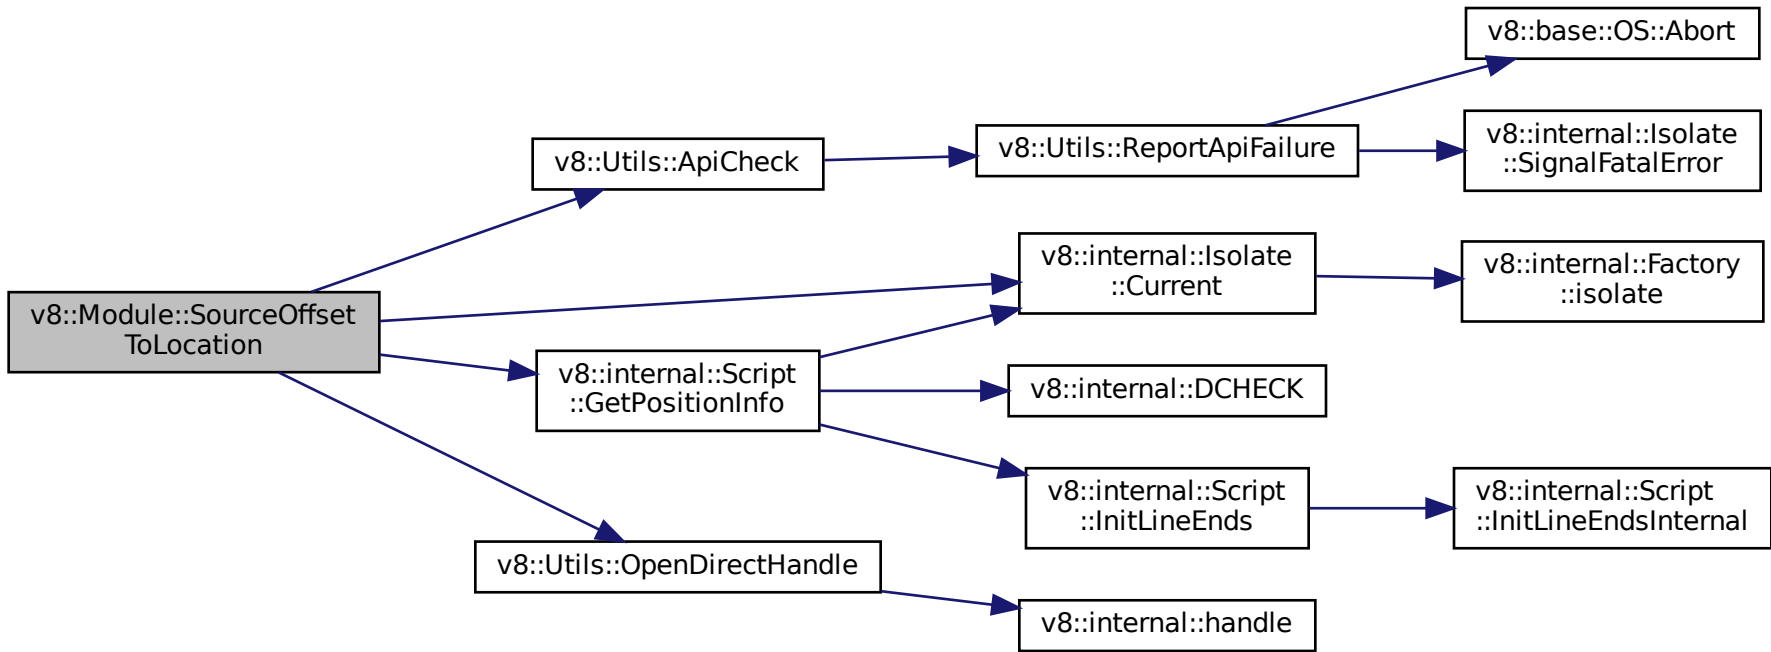 v8::Module::SourceOffset
ToLocation
v8::Utils::ApiCheck
v8::Utils::ReportApiFailure
v8::base::OS::Abort
v8::internal::Isolate
::SignalFatalError
v8::internal::Isolate
::Current
v8::internal::Factory
::isolate
v8::internal::Script
::GetPositionInfo
v8::internal::DCHECK
v8::internal::Script
::InitLineEnds
v8::internal::Script
::InitLineEndsInternal
v8::Utils::OpenDirectHandle
v8::internal::handle